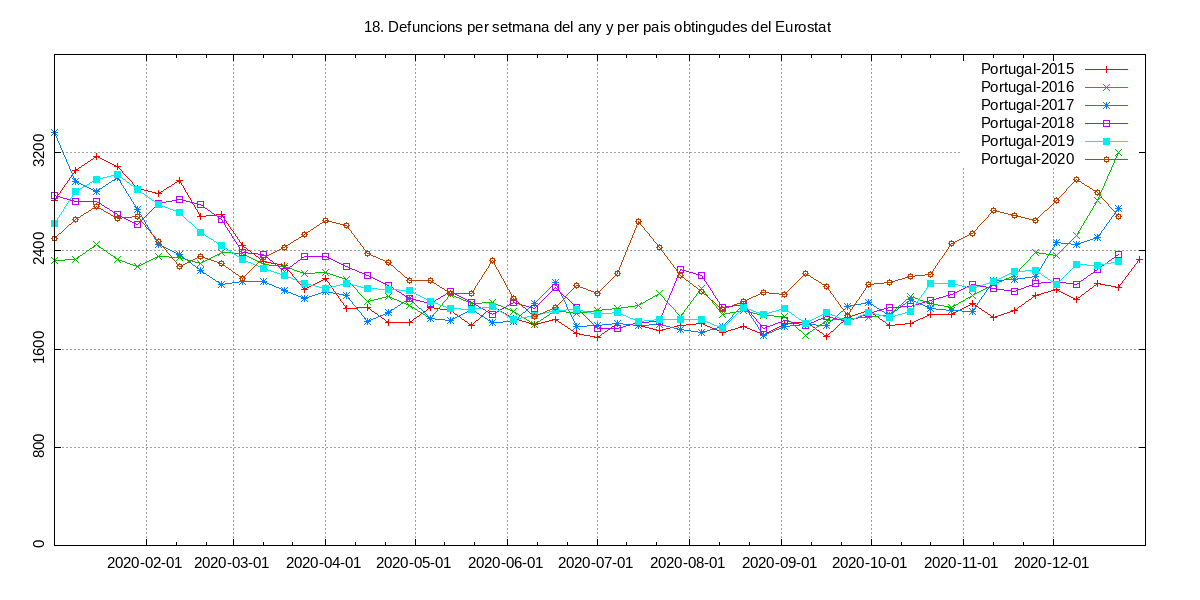 18. Defuncions per setmana del any y per pais obtingudes del Eurostat
Portugal-2015
Portugal-2016
Portugal-2017
Portugal-2018
Portugal-2019
Portugal-2020
3200
2400
1600
800
0
2020-02-01 2020-03-01 2020-04-01 2020-05-01 2020-06-01 2020-07-01 2020-08-01 2020-09-01 2020-10-01 2020-11-01 2020-12-01